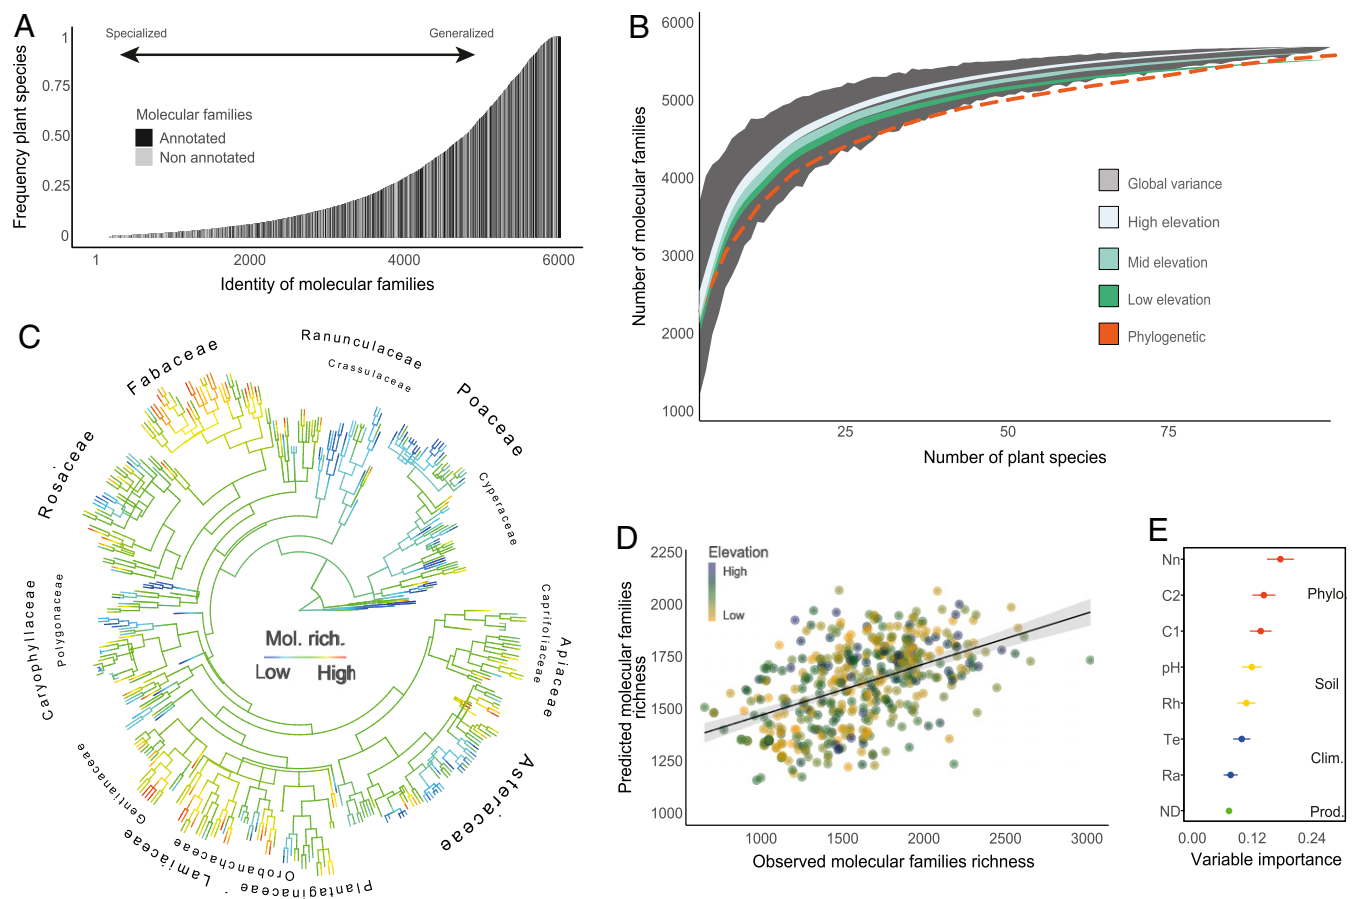 A
Specialized
Generalized
Frequency plant species
1
0.75
0.50
0.25
0
Molecular families
Annotated
Non annotated
1
2000
4000
6000
Identity of molecular families
B
Number of molecular families
6000
5000
4000
3000
2000
1000
Global variance
High elevation
Mid elevation
Low elevation
Phylogenetic
25
50
75
Number of plant species
C
Ranunculaceae
Crassulaceae
Fabaceae
Poaceae
Rosaceae
Cyperaceae
Caryophyllaceae
Polygonaceae
Caprifoliaceae
Apiaceae
Mol. rich.
Low High
Gentianaceae
Asteraceae
Lamiaceae
Orobanchaceae
Plantaginaceae
D
Predicted molecular families
richness
2250
2000
1750
1500
1250
1000
Elevation
High
Low
1000
1500
2000
2500
3000
Observed molecular families richness
E
Nn
C2
Phylo.
C1
pH
Soil
Rh
Te
Clim.
Ra
ND
Prod.
0.00
0.12
0.24
Variable importance